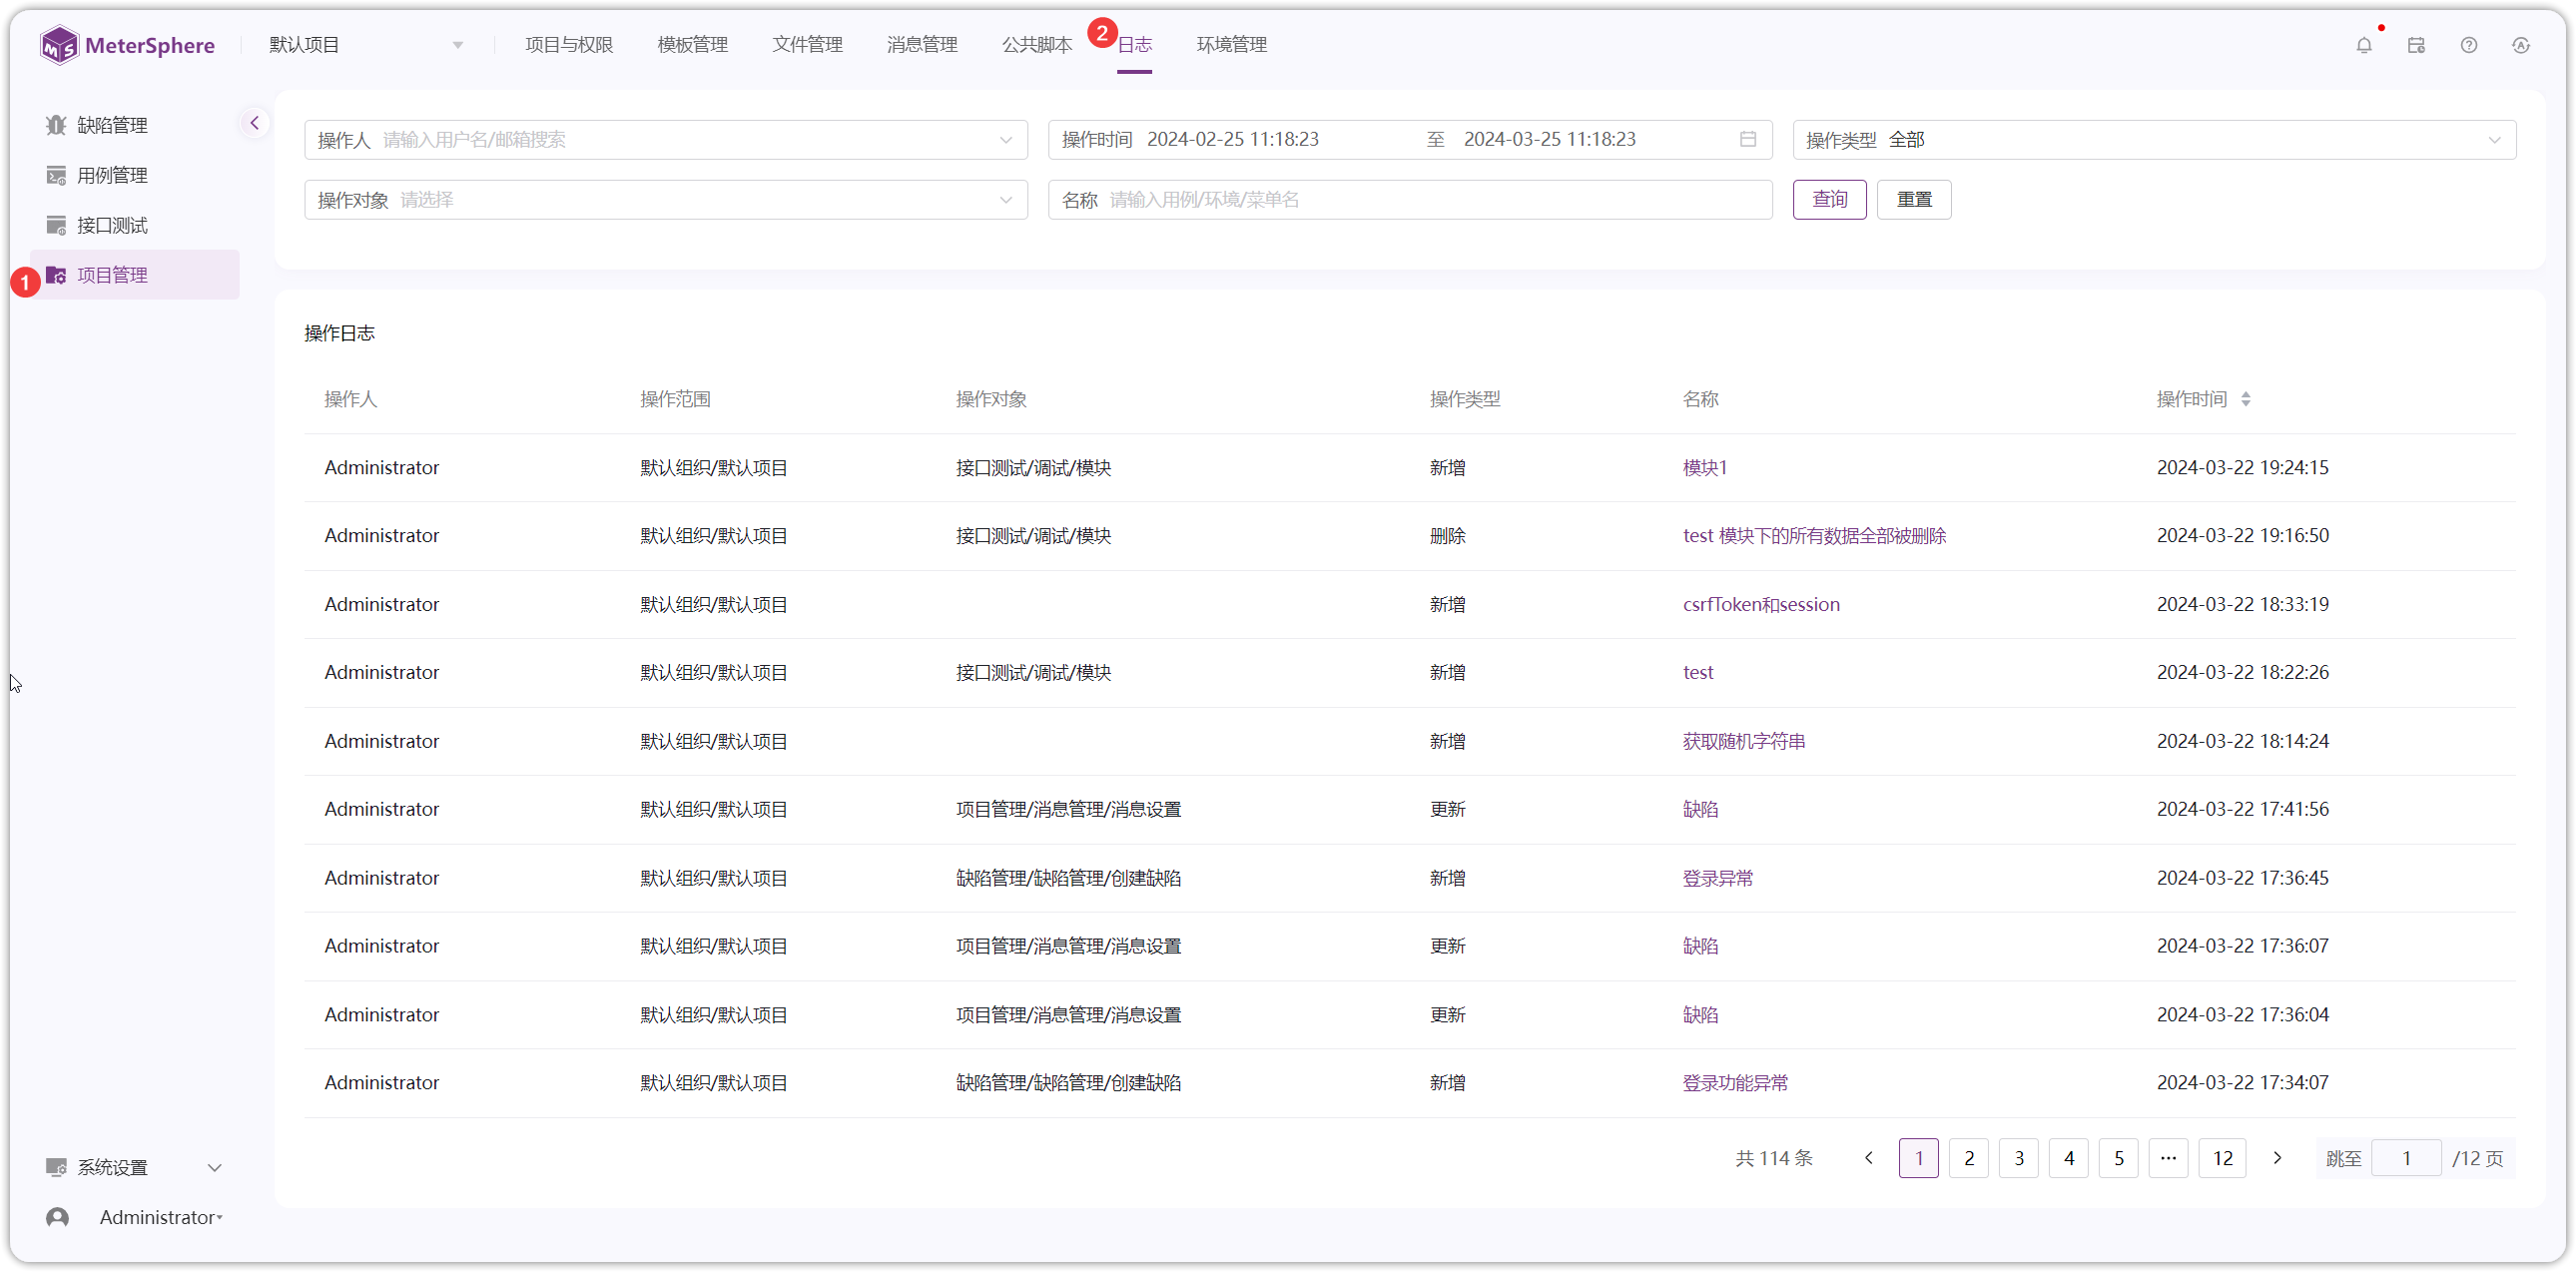 MeterSphere 默认项目 项目与权限 模板管理 文件管理 消息管理 公共脚本 2 日志 环境管理
缺陷管理
用例管理
接口测试
1 项目管理
操作人 请输入用户名/邮箱搜索 操作时间 2024-02-25 11:18:23 至 2024-03-25 11:18:23 操作类型 全部
操作对象 请选择 名称 请输入用例/环境/菜单名 查询 重置
操作日志
操作人 操作范围 操作对象 操作类型 名称 操作时间
Administrator 默认组织/默认项目 接口测试/调试/模块 新增 模块1 2024-03-22 19:24:15
Administrator 默认组织/默认项目 接口测试/调试/模块 删除 test 模块下的所有数据全部被删除 2024-03-22 19:16:50
Administrator 默认组织/默认项目 新增 csrfToken和session 2024-03-22 18:33:19
Administrator 默认组织/默认项目 接口测试/调试/模块 新增 test 2024-03-22 18:22:26
Administrator 默认组织/默认项目 新增 获取随机字符串 2024-03-22 18:14:24
Administrator 默认组织/默认项目 项目管理/消息管理/消息设置 更新 缺陷 2024-03-22 17:41:56
Administrator 默认组织/默认项目 缺陷管理/缺陷管理/创建缺陷 新增 登录异常 2024-03-22 17:36:45
Administrator 默认组织/默认项目 项目管理/消息管理/消息设置 更新 缺陷 2024-03-22 17:36:07
Administrator 默认组织/默认项目 项目管理/消息管理/消息设置 更新 缺陷 2024-03-22 17:36:04
Administrator 默认组织/默认项目 缺陷管理/缺陷管理/创建缺陷 新增 登录功能异常 2024-03-22 17:34:07
共 114 条 1 2 3 4 5 ··· 12 跳至 1 /12 页
系统设置
Administrator